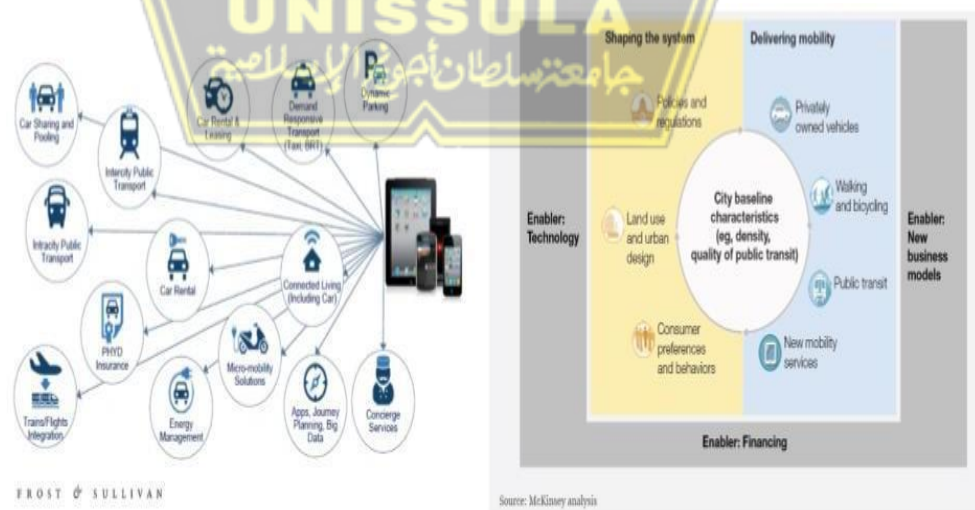 UNISSULA
جامعتسلطان أجونج الإسلامية
Car Sharing and
Pooling
Intercity Public
Transport
Car Rental &
Leasing
Demand
Responsive
Transport
(Taxi, BRT)
Dynamic
Parking
Intracity Public
Transport
Car Rental
Connected Living
(Including Car)
PHYD
Insurance
Micro-mobility
Solutions
Trains/Flights
Integration
Energy
Management
Apps, Journey
Planning, Big
Data
Concierge
Services
FROST & SULLIVAN
Shaping the system
Delivering mobility
Policies and
regulations
Privately
owned vehicles
Enabler:
Technology
Land use
and urban
design
City baseline
characteristics
(eg, density,
quality of public transit)
Walking
and bicycling
Enabler:
New
business
models
Public transit
Consumer
preferences
and behaviors
New mobility
services
Enabler: Financing
Source: McKinsey analysis